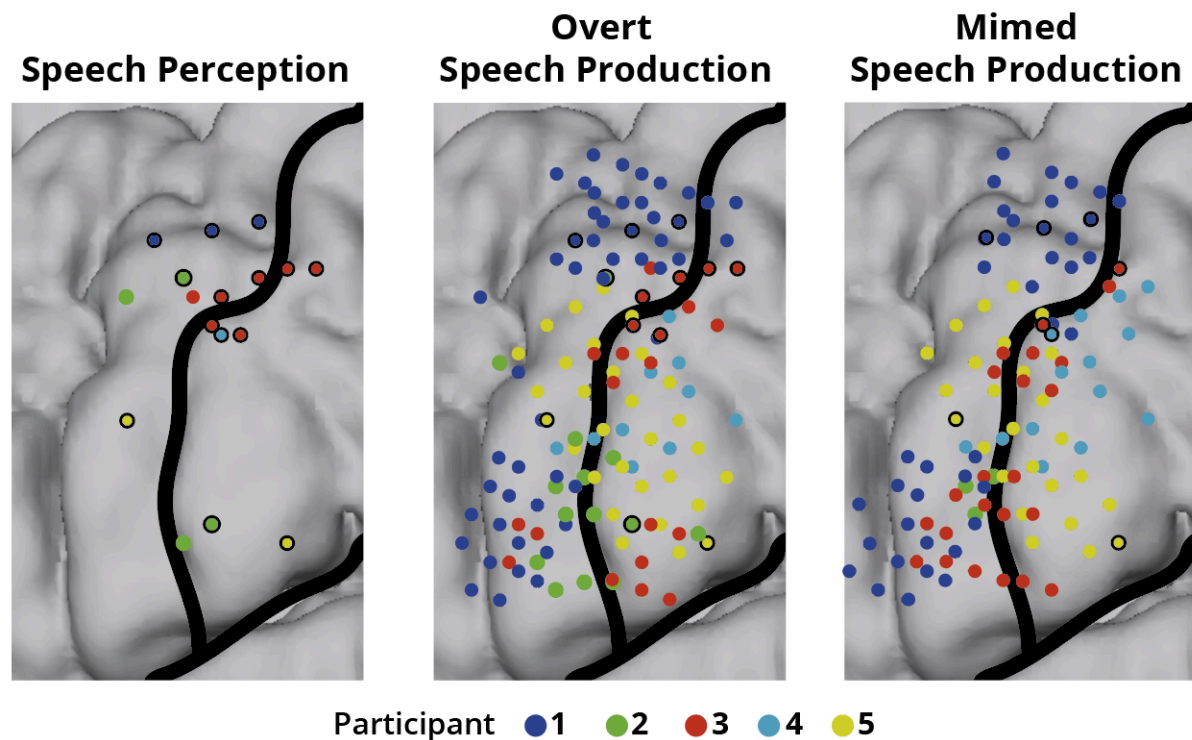 Speech Perception
Overt
Speech Production
Mimed
Speech Production
Participant 1 2 3 4 5